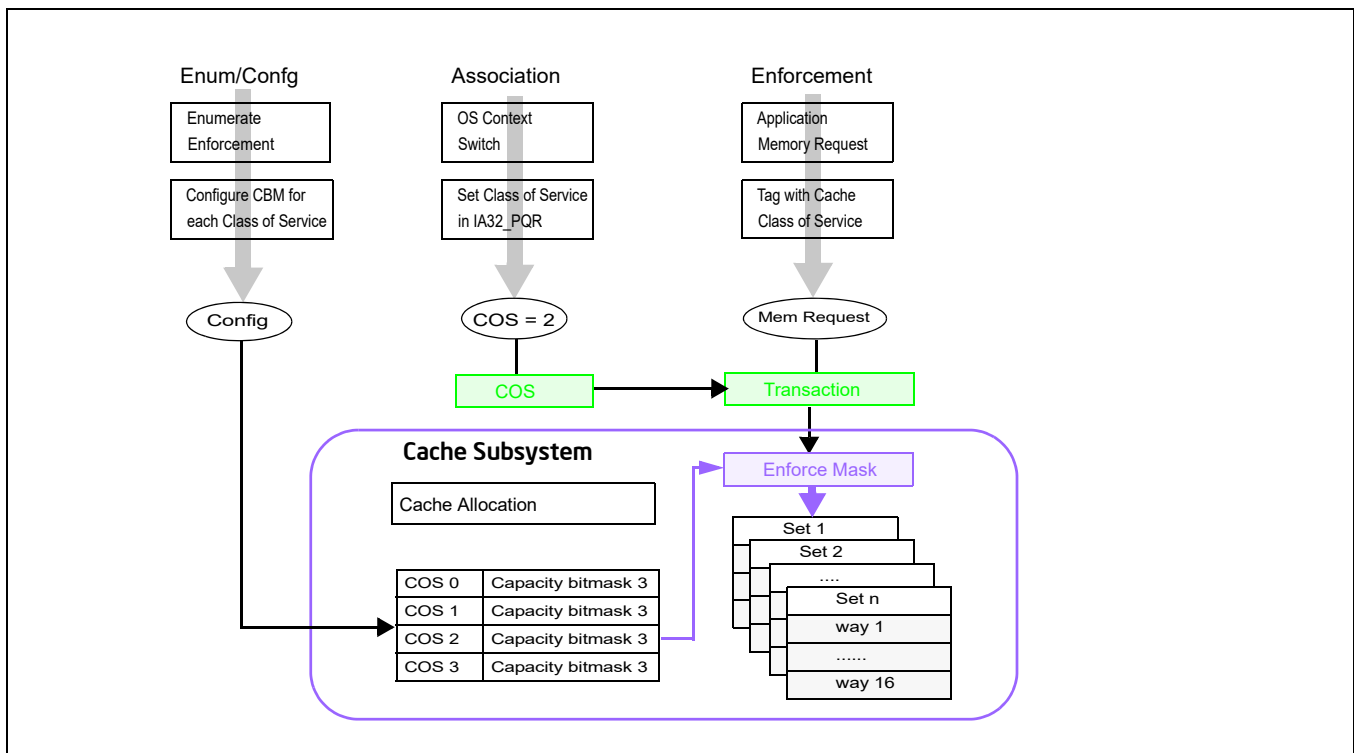 Enum/Confg
Enumerate
Enforcement
Configure CBM for
each Class of Service
Config
Association
OS Context
Switch
Set Class of Service
in IA32_PQR
COS = 2
COS
Enforcement
Application
Memory Request
Tag with Cache
Class of Service
Mem Request
Transaction
Cache Subsystem
Cache Allocation
COS 0 Capacity bitmask 3
COS 1 Capacity bitmask 3
COS 2 Capacity bitmask 3
COS 3 Capacity bitmask 3
Enforce Mask
Set 1
Set 2
....
Set n
way 1
......
way 16